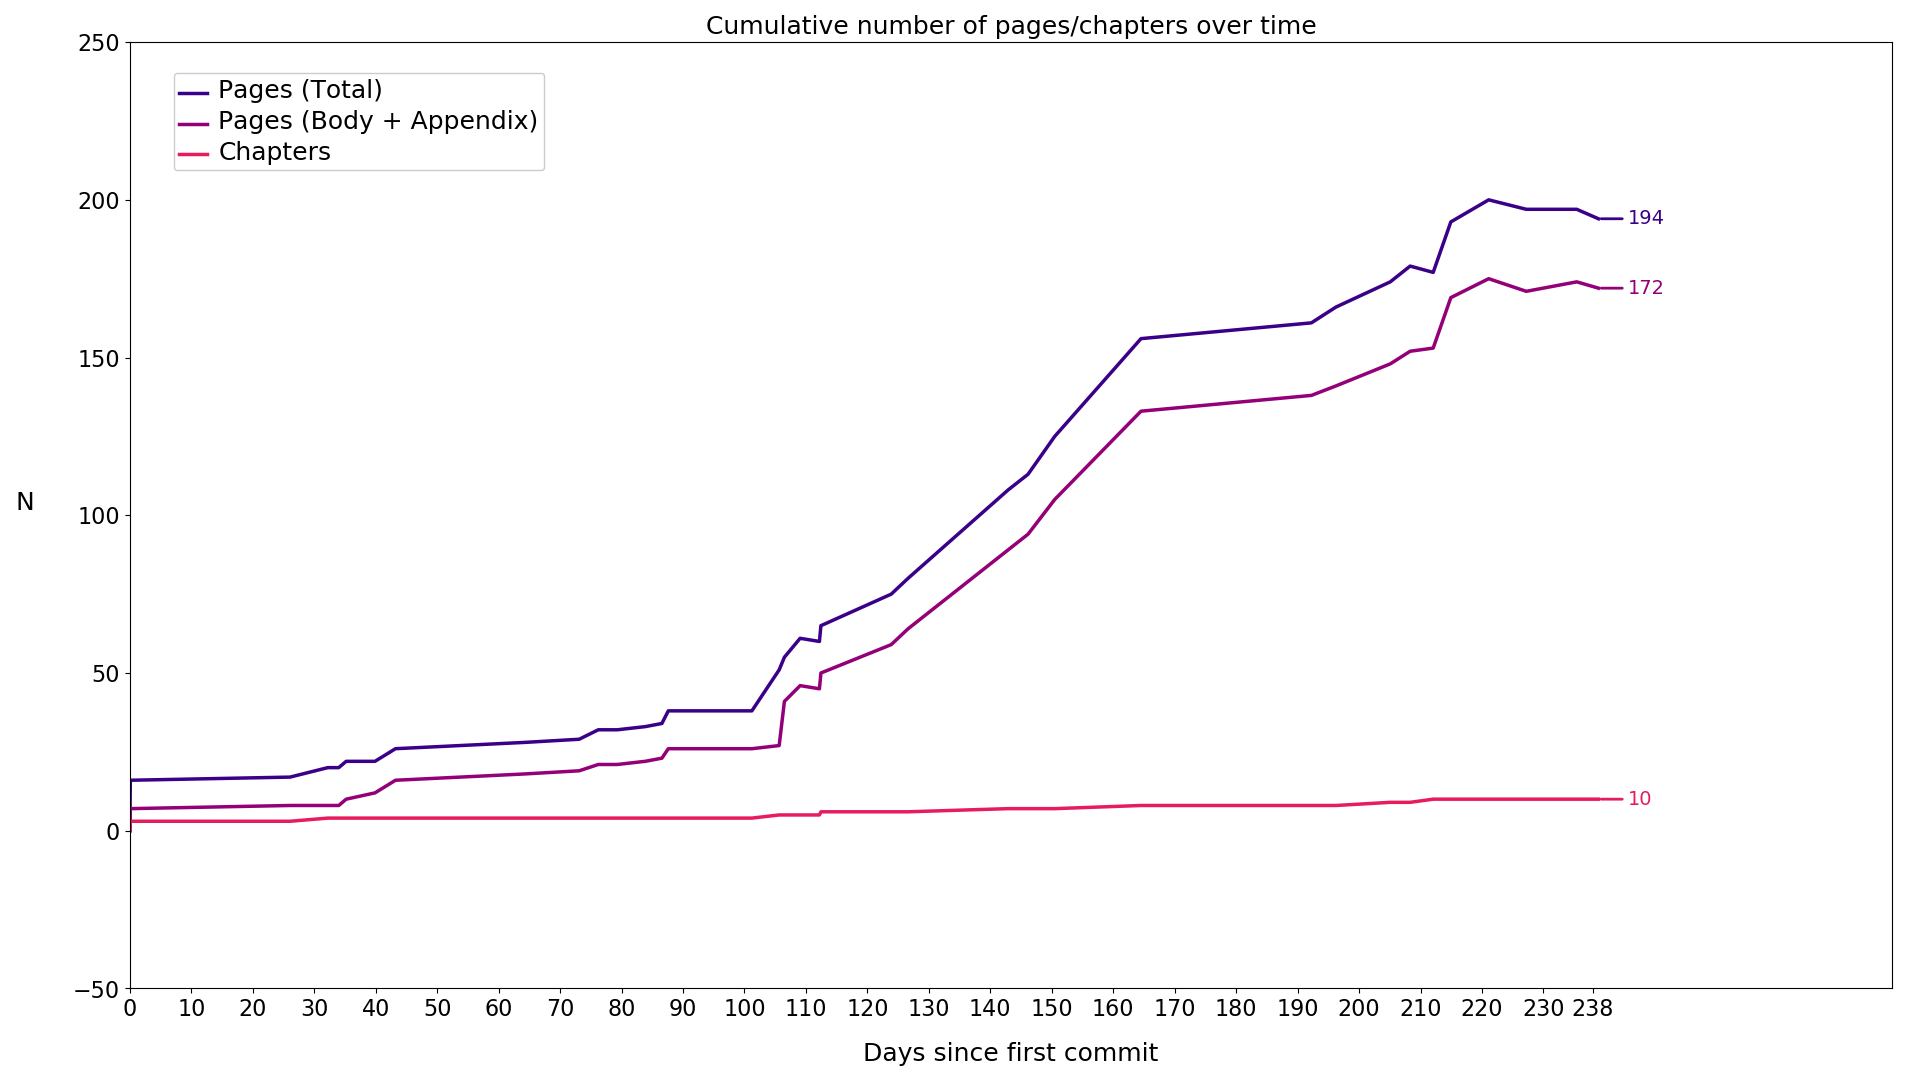 Cumulative number of pages/chapters over time
250
Pages (Total)
Pages (Body + Appendix)
Chapters
200
194
172
150
100
N
50
10
0
−50
0 10 20 30 40 50 60 70 80 90 100 110 120 130 140 150 160 170 180 190 200 210 220 230 238
Days since first commit